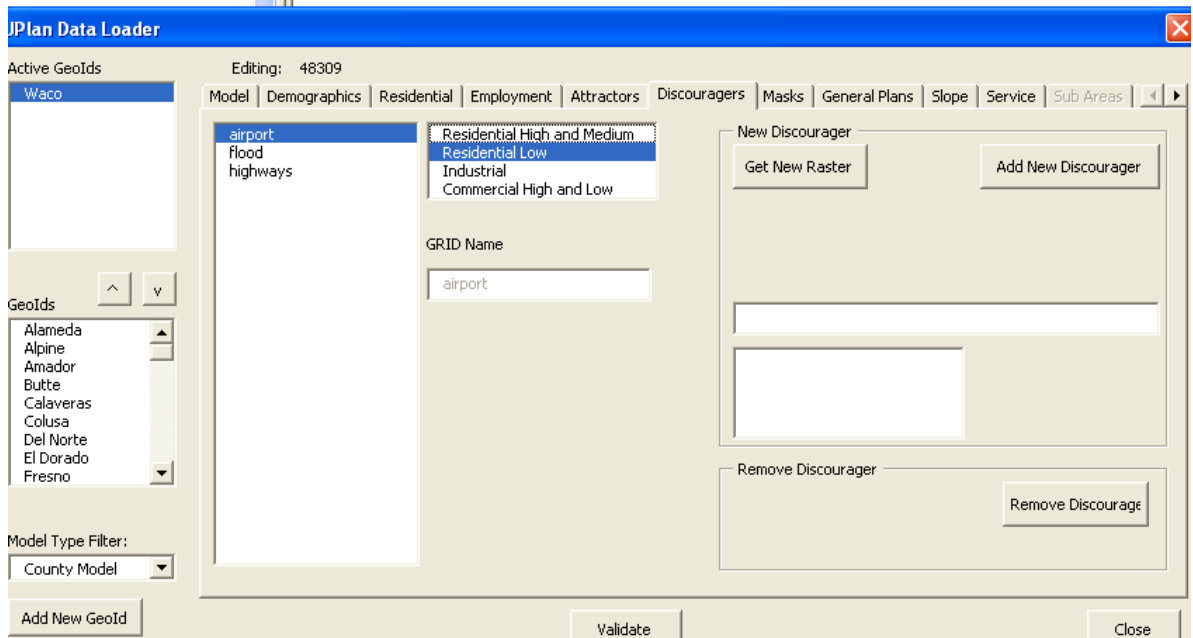 JPlan Data Loader
Active GeoIds
Editing: 48309
Waco
Model
Demographics
Residential
Employment
Attractors
Discouragers
Masks
General Plans
Slope
Service
Sub Areas
airport
flood
highways
Residential High and Medium
Residential Low
Industrial
Commercial High and Low
GRID Name
airport
New Discourager
Get New Raster
Add New Discourager
Remove Discourager
Remove Discourage
^
v
GeoIds
Alameda
Alpine
Amador
Butte
Calaveras
Colusa
Del Norte
El Dorado
Fresno
Model Type Filter:
County Model
Add New GeoId
Validate
Close